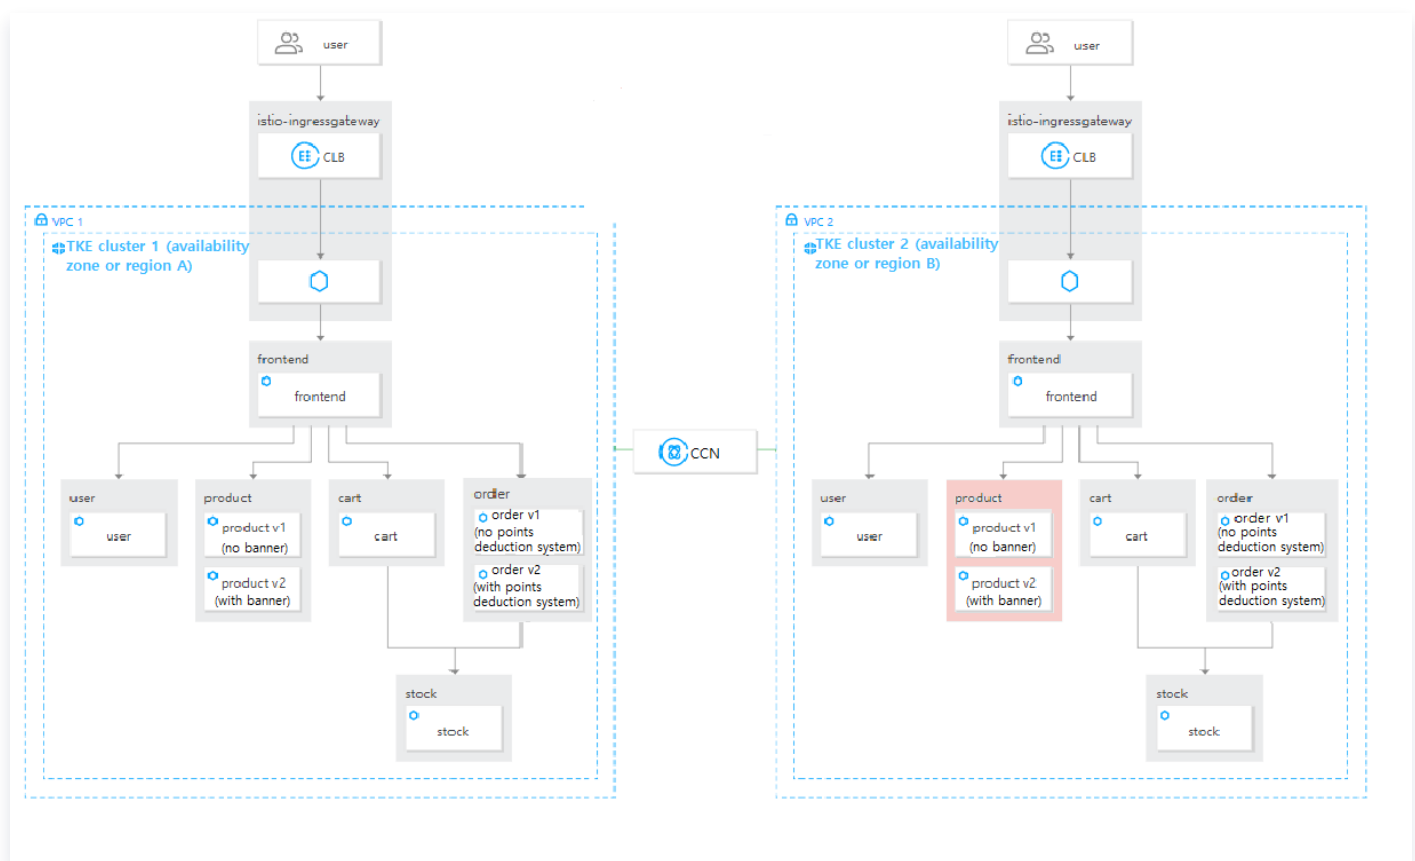 user
istio-ingressgateway
CLB
VPC 1
TKE cluster 1 (availability
zone or region A)
frontend
frontend
user
user
product
product v1
(no banner)
product v2
(with banner)
cart
cart
order
order v1
(no points
deduction system)
order v2
(with points
deduction system)
stock
stock
CCN
user
istio-ingressgateway
CLB
VPC 2
TKE cluster 2 (availability
zone or region B)
frontend
frontend
user
user
product
product v1
(no banner)
product v2
(with banner)
cart
cart
order
order v1
(no points
deduction system)
order v2
(with points
deduction system)
stock
stock